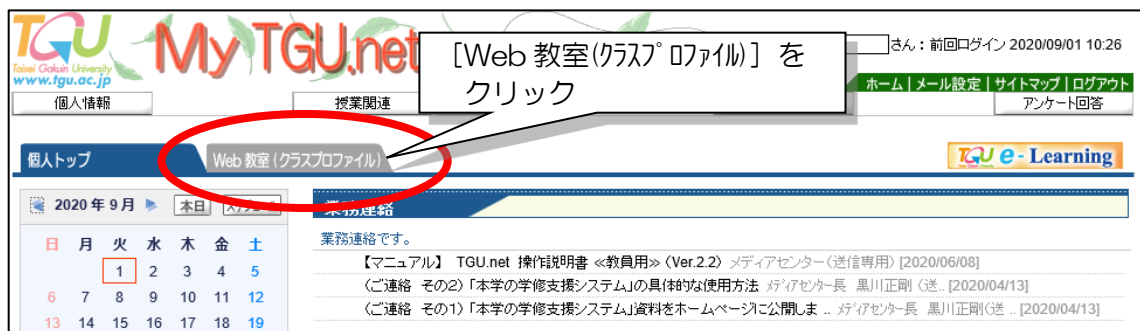 TGU
My TGU.net
Taisei Gakuin University
www.tgu.ac.jp
[Web 教室(クラスプロファイル)] を
クリック
さん：前回ログイン 2020/09/01 10:26
ホーム | メール設定 | サイトマップ | ログアウト
個人情報
授業関連
アンケート回答
個人トップ
Web 教室 (クラスプロファイル)
TGU e - Learning
2020 年 9 月
本日
業務連絡
日 月 火 水 木 金 土
1 2 3 4 5
6 7 8 9 10 11 12
13 14 15 16 17 18 19
業務連絡です。
【マニュアル】 TGU.net 操作説明書 ≪教員用≫ (Ver.2.2) メディアセンター（送信専用) [2020/06/08]
〈ご連絡 その2〉「本学の学修支援システム」の具体的な使用方法 メディアセンター長 黒川正剛（送 .. [2020/04/13]
〈ご連絡 その1〉「本学の学修支援システム」資料をホームページに公開しま .. メディアセンター長 黒川正剛(送 .. [2020/04/13]